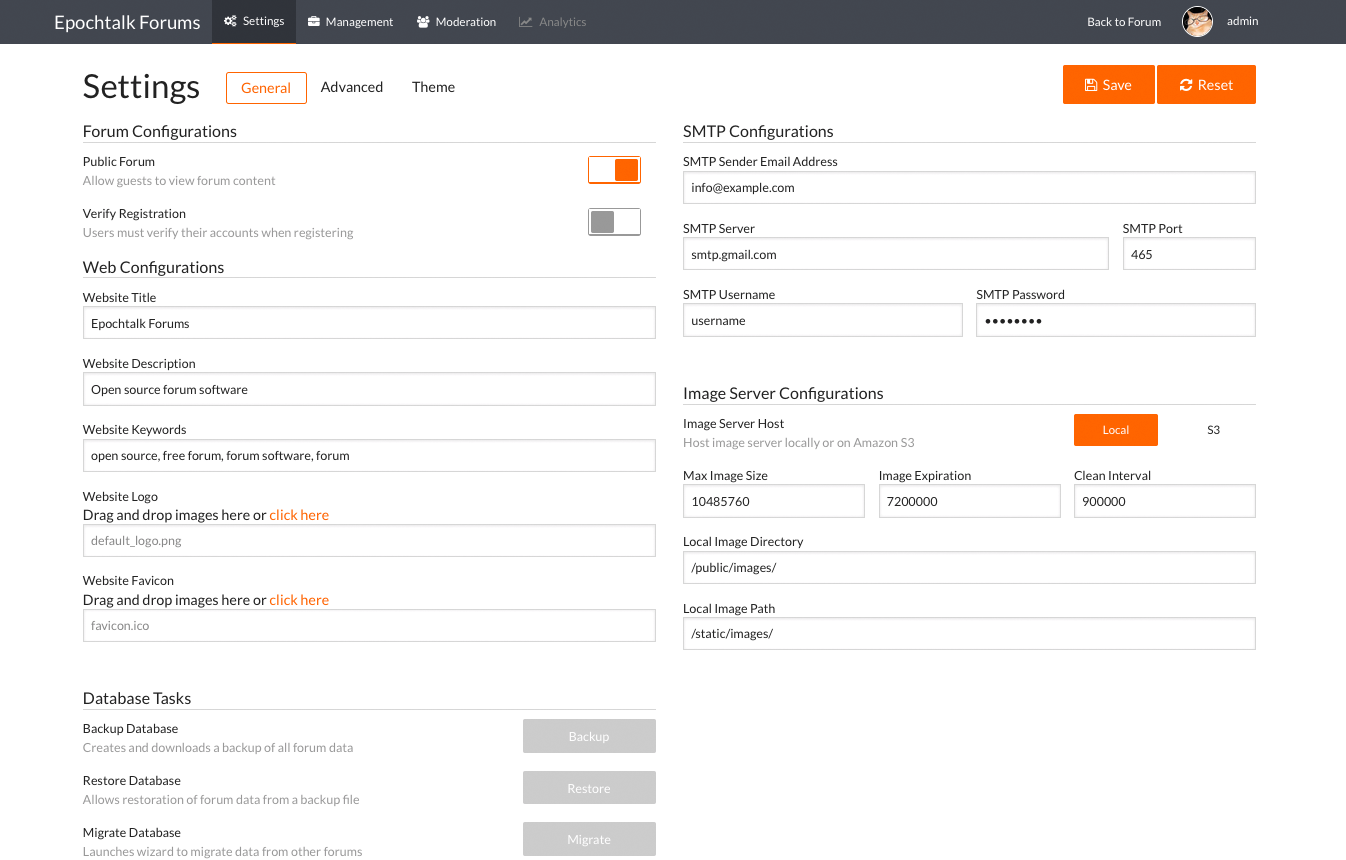 Epochtalk Forums Settings Management Moderation Analytics Back to Forum admin
Settings General Advanced Theme Save Reset
Forum Configurations
Public Forum
Allow guests to view forum content
Verify Registration
Users must verify their accounts when registering
Web Configurations
Website Title
Epochtalk Forums
Website Description
Open source forum software
Website Keywords
open source, free forum, forum software, forum
Website Logo
Drag and drop images here or click here
default_logo.png
Website Favicon
Drag and drop images here or click here
favicon.ico
Database Tasks
Backup Database
Creates and downloads a backup of all forum data
Backup
Restore Database
Allows restoration of forum data from a backup file
Restore
Migrate Database
Launches wizard to migrate data from other forums
Migrate
SMTP Configurations
SMTP Sender Email Address
info@example.com
SMTP Server SMTP Port
smtp.gmail.com 465
SMTP Username SMTP Password
username ••••••••
Image Server Configurations
Image Server Host
Host image server locally or on Amazon S3
Local S3
Max Image Size Image Expiration Clean Interval
10485760 7200000 900000
Local Image Directory
/public/images/
Local Image Path
/static/images/